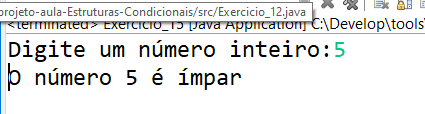 projeto-aula-Estruturas-Condicionais/src/Exercicio_12.java
<terminated> Exercicio_15 [Java Application] C:\Develop\tools
Digite um número inteiro:5
O número 5 é ímpar